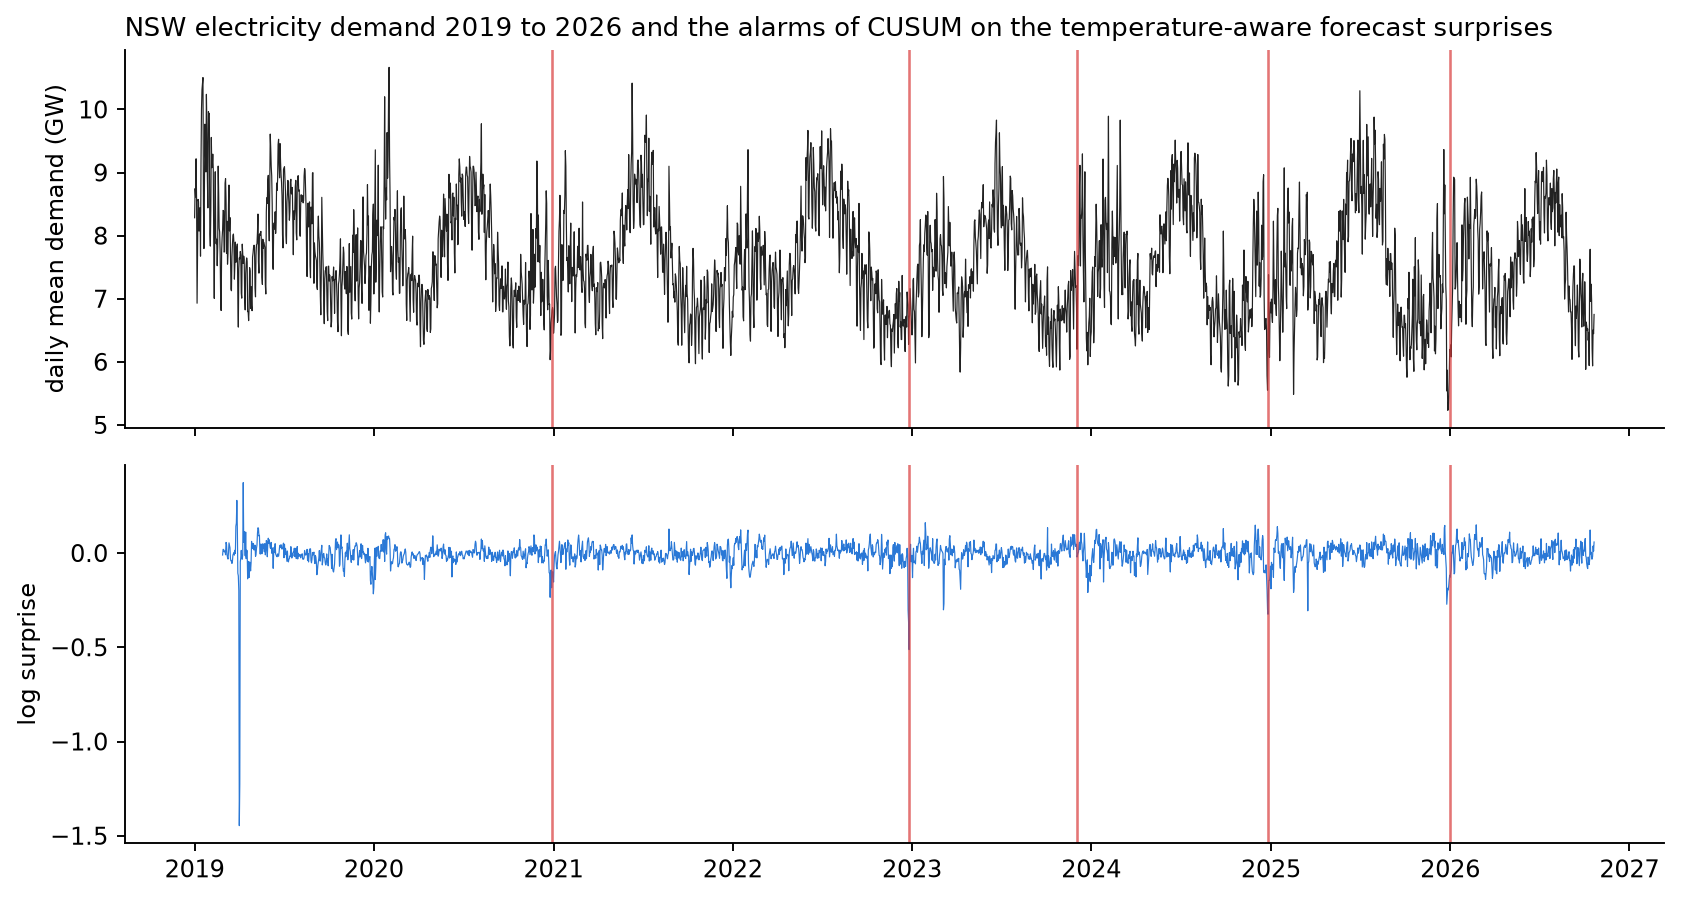 NSW electricity demand 2019 to 2026 and the alarms of CUSUM on the temperature-aware forecast surprises
daily mean demand (GW)
10
9
8
7
6
5
log surprise
0.0
−0.5
−1.0
−1.5
2019 2020 2021 2022 2023 2024 2025 2026 2027